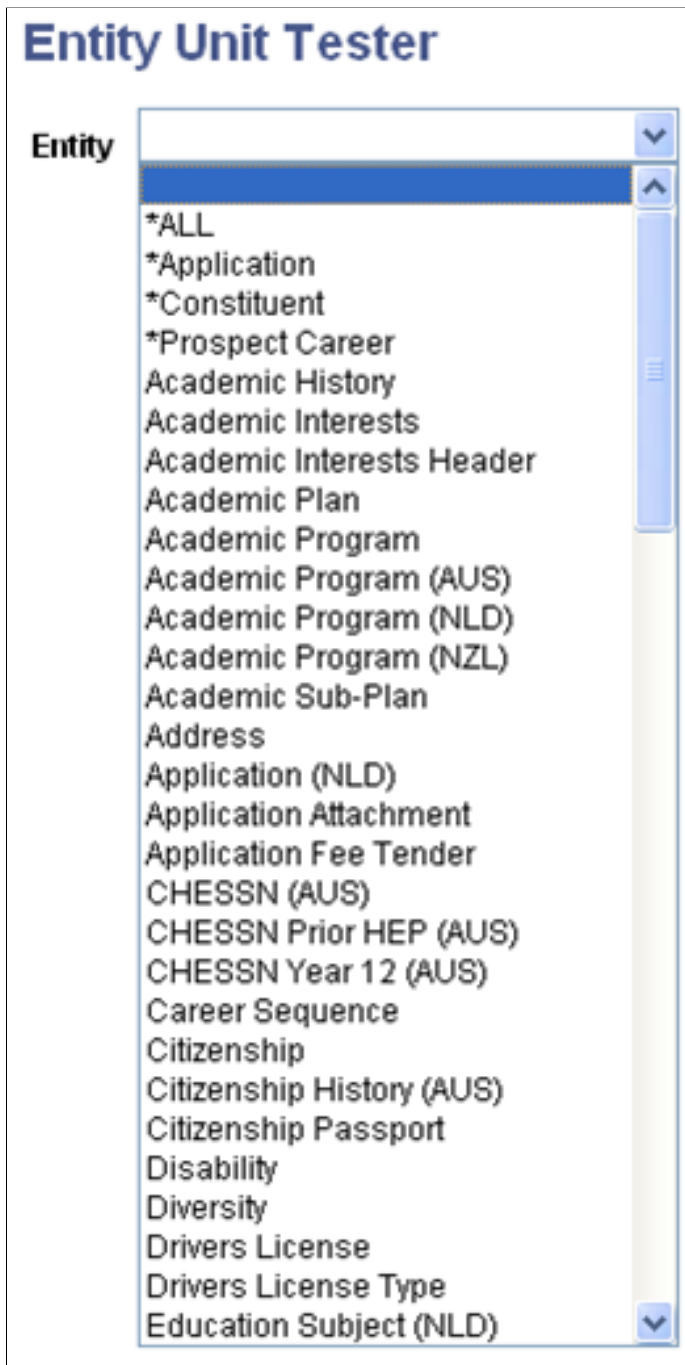 Entity Unit Tester
Entity
*ALL
*Application
*Constituent
*Prospect Career
Academic History
Academic Interests
Academic Interests Header
Academic Plan
Academic Program
Academic Program (AUS)
Academic Program (NLD)
Academic Program (NZL)
Academic Sub-Plan
Address
Application (NLD)
Application Attachment
Application Fee Tender
CHESSN (AUS)
CHESSN Prior HEP (AUS)
CHESSN Year 12 (AUS)
Career Sequence
Citizenship
Citizenship History (AUS)
Citizenship Passport
Disability
Diversity
Drivers License
Drivers License Type
Education Subject (NLD)